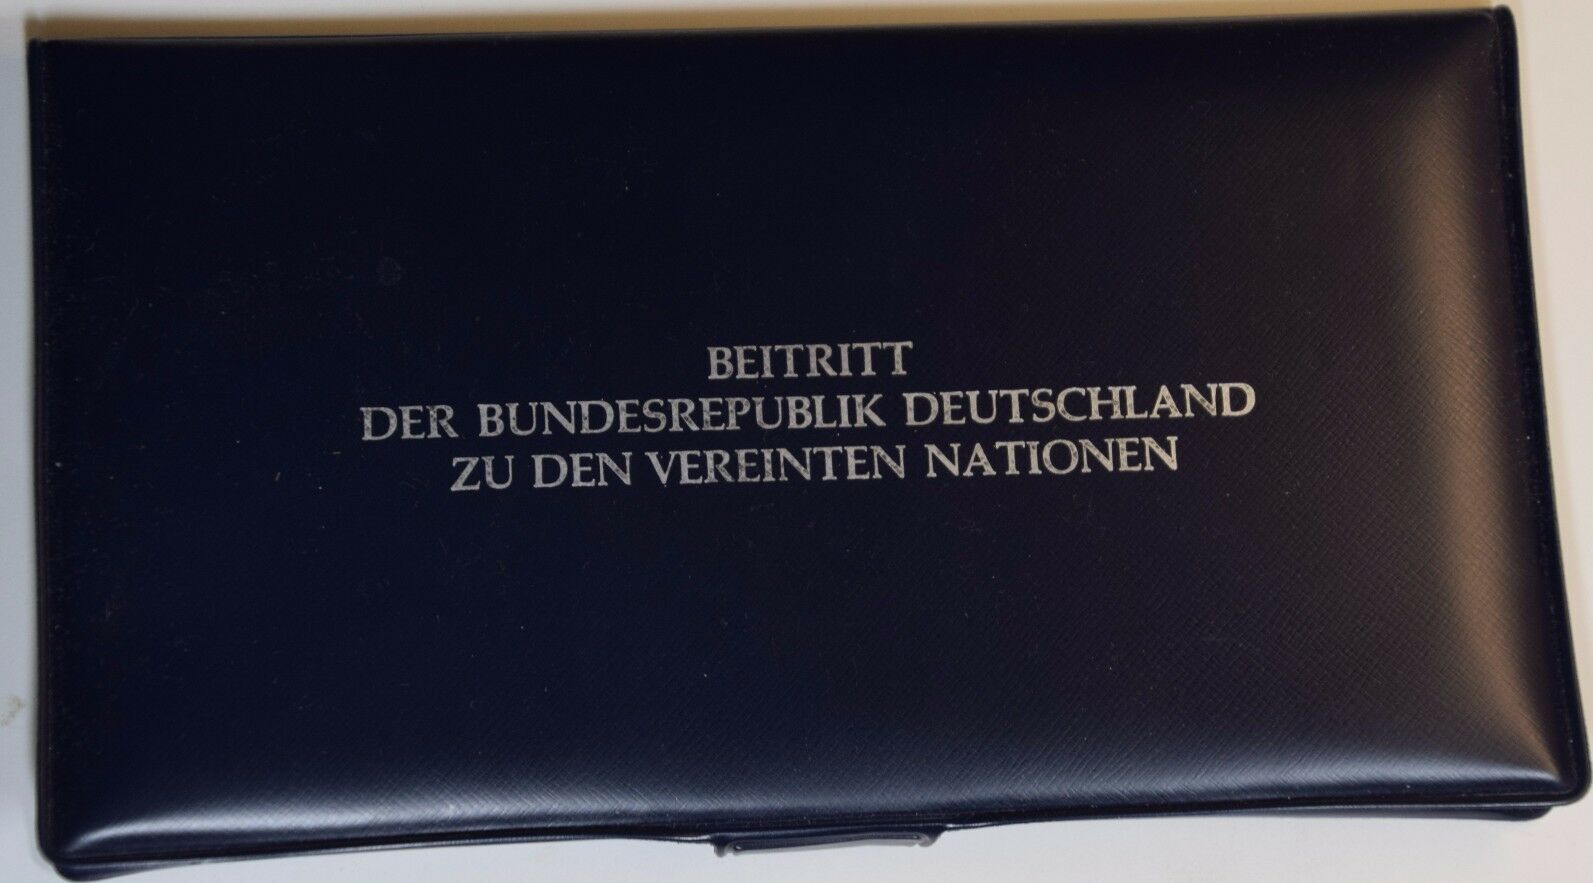 BEITRITT
DER BUNDESREPUBLIK DEUTSCHLAND
ZU DEN VEREINTEN NATIONEN